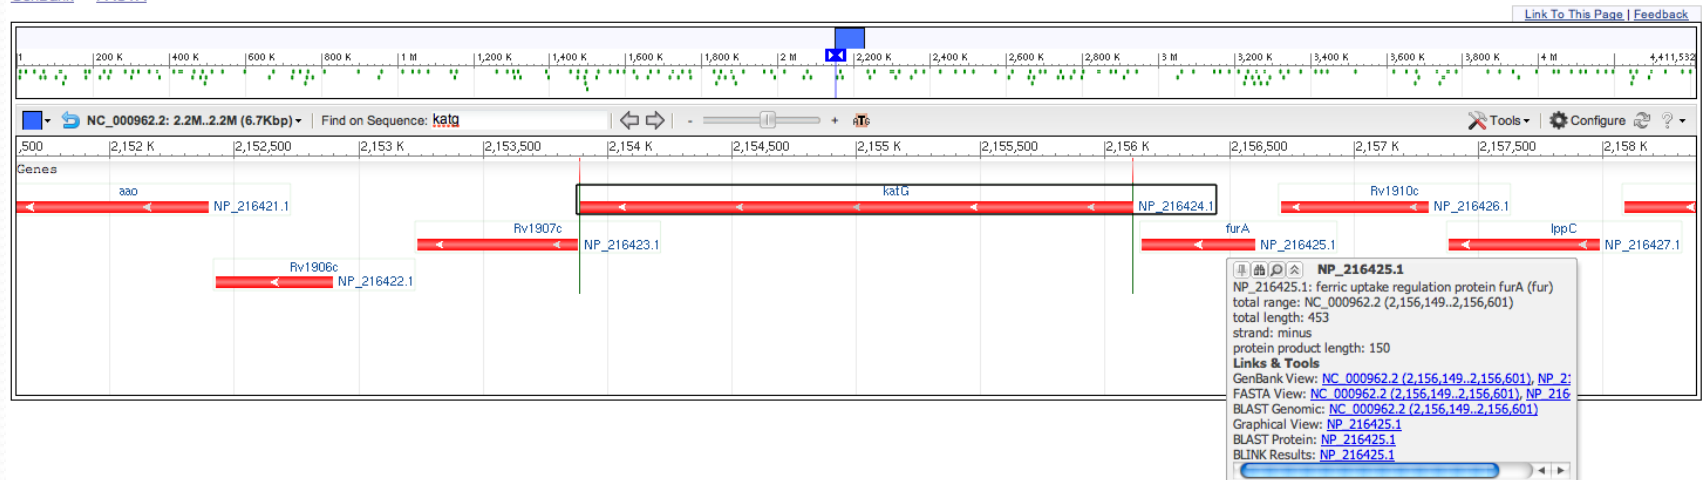 Link To This Page | Feedback
1 200 K 400 K 600 K 800 K 1 M 1,200 K 1,400 K 1,600 K 1,800 K 2 M 2,200 K 2,400 K 2,600 K 2,800 K 3 M 3,200 K 3,400 K 3,600 K 3,800 K 4 M 4,411,532
NC_000962.2: 2.2M..2.2M (6.7Kbp) Find on Sequence: katg - + ATG Tools Configure ?
,500 2,152 K 2,152,500 2,153 K 2,153,500 2,154 K 2,154,500 2,155 K 2,155,500 2,156 K 2,156,500 2,157 K 2,157,500 2,158 K
Genes
aao katG Rv1910c
NP_216421.1 NP_216424.1 NP_216426.1
Rv1907c furA lppC
NP_216423.1 NP_216425.1 NP_216427.1
Rv1906c
NP_216422.1
NP_216425.1
NP_216425.1: ferric uptake regulation protein furA (fur)
total range: NC_000962.2 (2,156,149..2,156,601)
total length: 453
strand: minus
protein product length: 150
Links & Tools
GenBank View: NC_000962.2 (2,156,149..2,156,601), NP_21
FASTA View: NC_000962.2 (2,156,149..2,156,601), NP_216
BLAST Genomic: NC_000962.2 (2,156,149..2,156,601)
Graphical View: NP_216425.1
BLAST Protein: NP_216425.1
BLINK Results: NP_216425.1